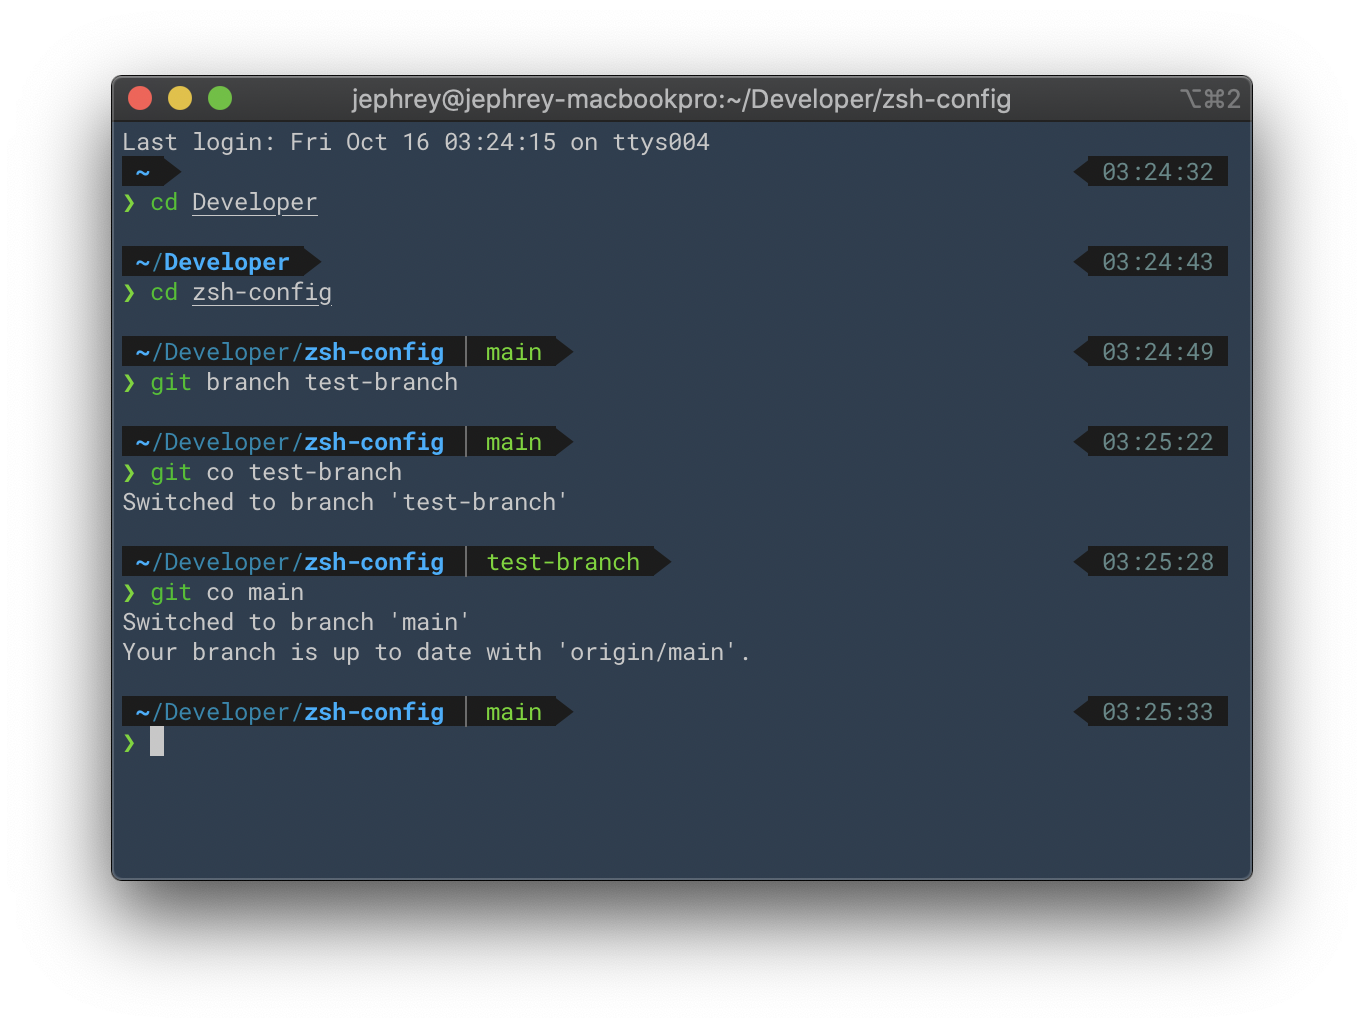 jephrey@jephrey-macbookpro:~/Developer/zsh-config ⌥⌘2
Last login: Fri Oct 16 03:24:15 on ttys004
~ 03:24:32
❯ cd Developer
~/Developer 03:24:43
❯ cd zsh-config
~/Developer/zsh-config │ main 03:24:49
❯ git branch test-branch
~/Developer/zsh-config │ main 03:25:22
❯ git co test-branch
Switched to branch 'test-branch'
~/Developer/zsh-config │ test-branch 03:25:28
❯ git co main
Switched to branch 'main'
Your branch is up to date with 'origin/main'.
~/Developer/zsh-config │ main 03:25:33
❯